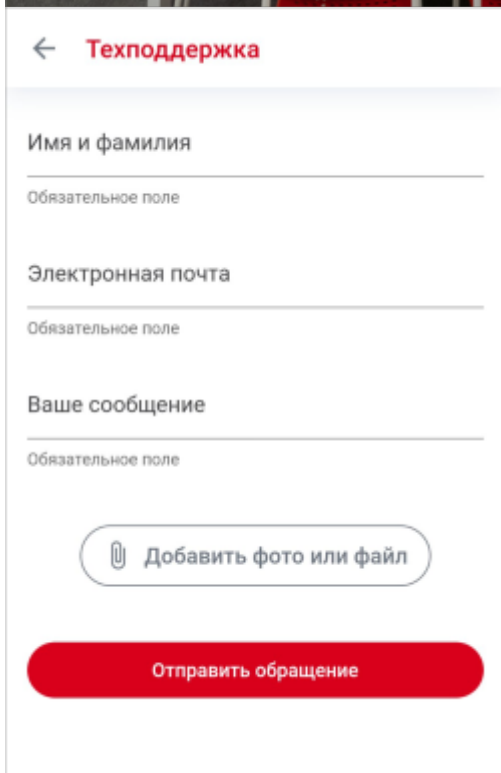 Техподдержка
Имя и фамилия
Обязательное поле
Электронная почта
Обязательное поле
Ваше сообщение
Обязательное поле
Добавить фото или файл
Отправить обращение